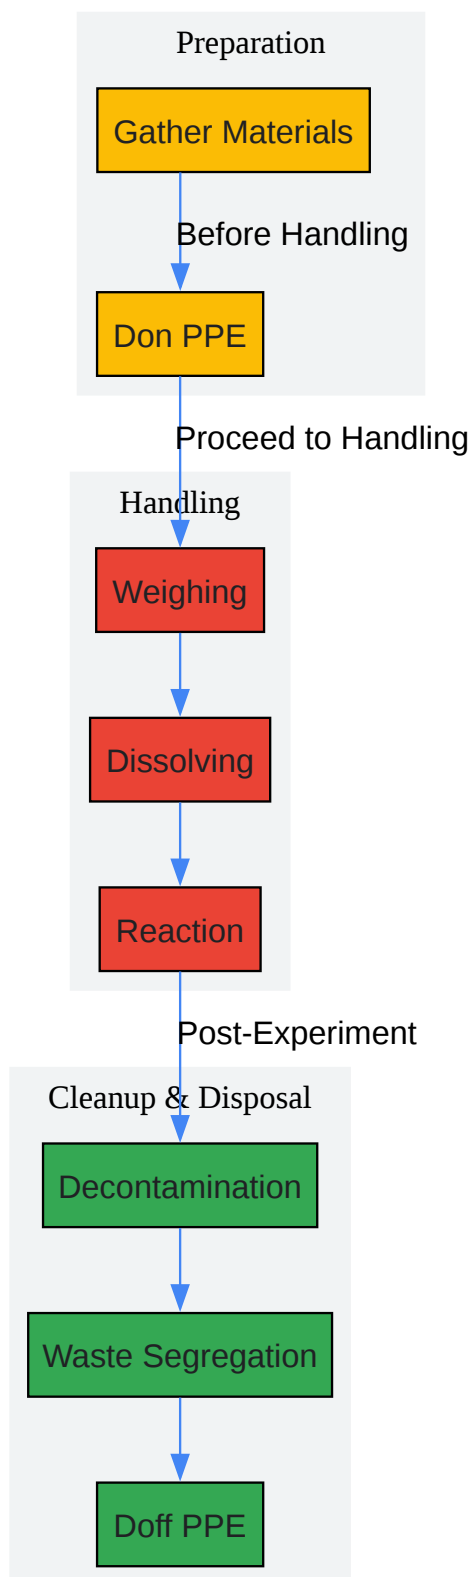 Preparation
Gather Materials
Before Handling
Don PPE
Proceed to Handling
Handling
Weighing
Dissolving
Reaction
Post-Experiment
Cleanup & Disposal
Decontamination
Waste Segregation
Doff PPE